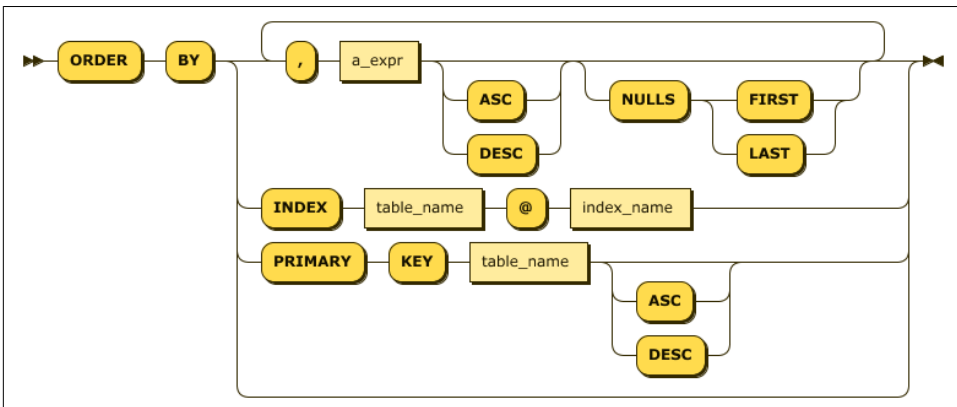 ORDER BY , a_expr
ASC NULLS FIRST
DESC LAST
INDEX table_name @ index_name
PRIMARY KEY table_name
ASC
DESC